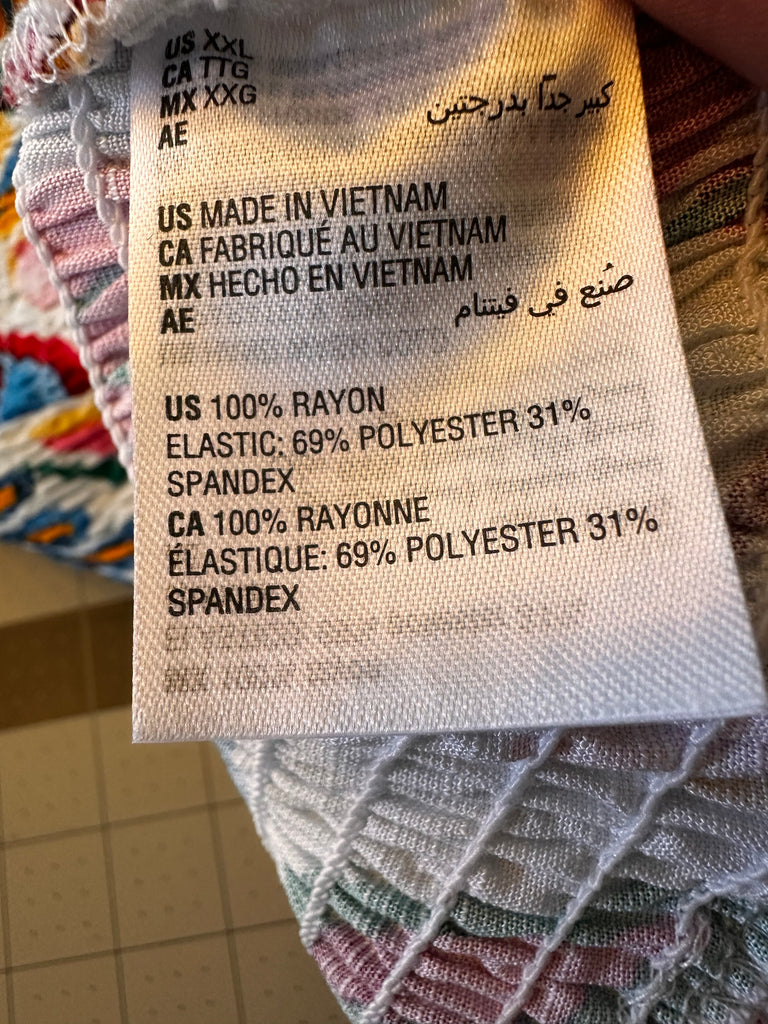 US XXL
CA TTG
MX XXG
AE كبير جدًا بدرجتين
US MADE IN VIETNAM
CA FABRIQUÉ AU VIETNAM
MX HECHO EN VIETNAM
AE صُنع في فيتنام
US 100% RAYON
ELASTIC: 69% POLYESTER 31%
SPANDEX
CA 100% RAYONNE
ÉLASTIQUE: 69% POLYESTER 31%
SPANDEX